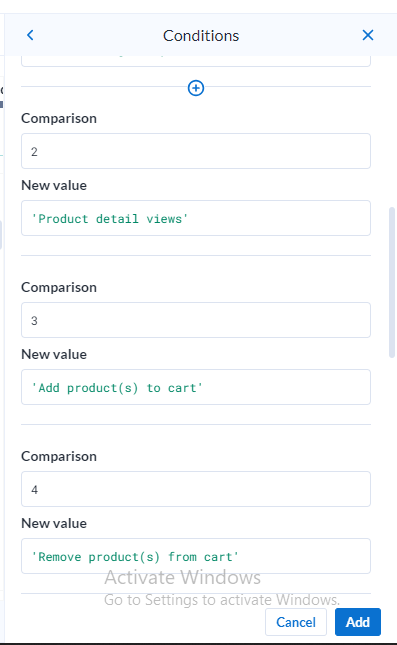 Conditions
Comparison
2
New value
'Product detail views'
Comparison
3
New value
'Add product(s) to cart'
Comparison
4
New value
'Remove product(s) from cart'
Activate Windows
Go to Settings to activate Windows.
Cancel
Add